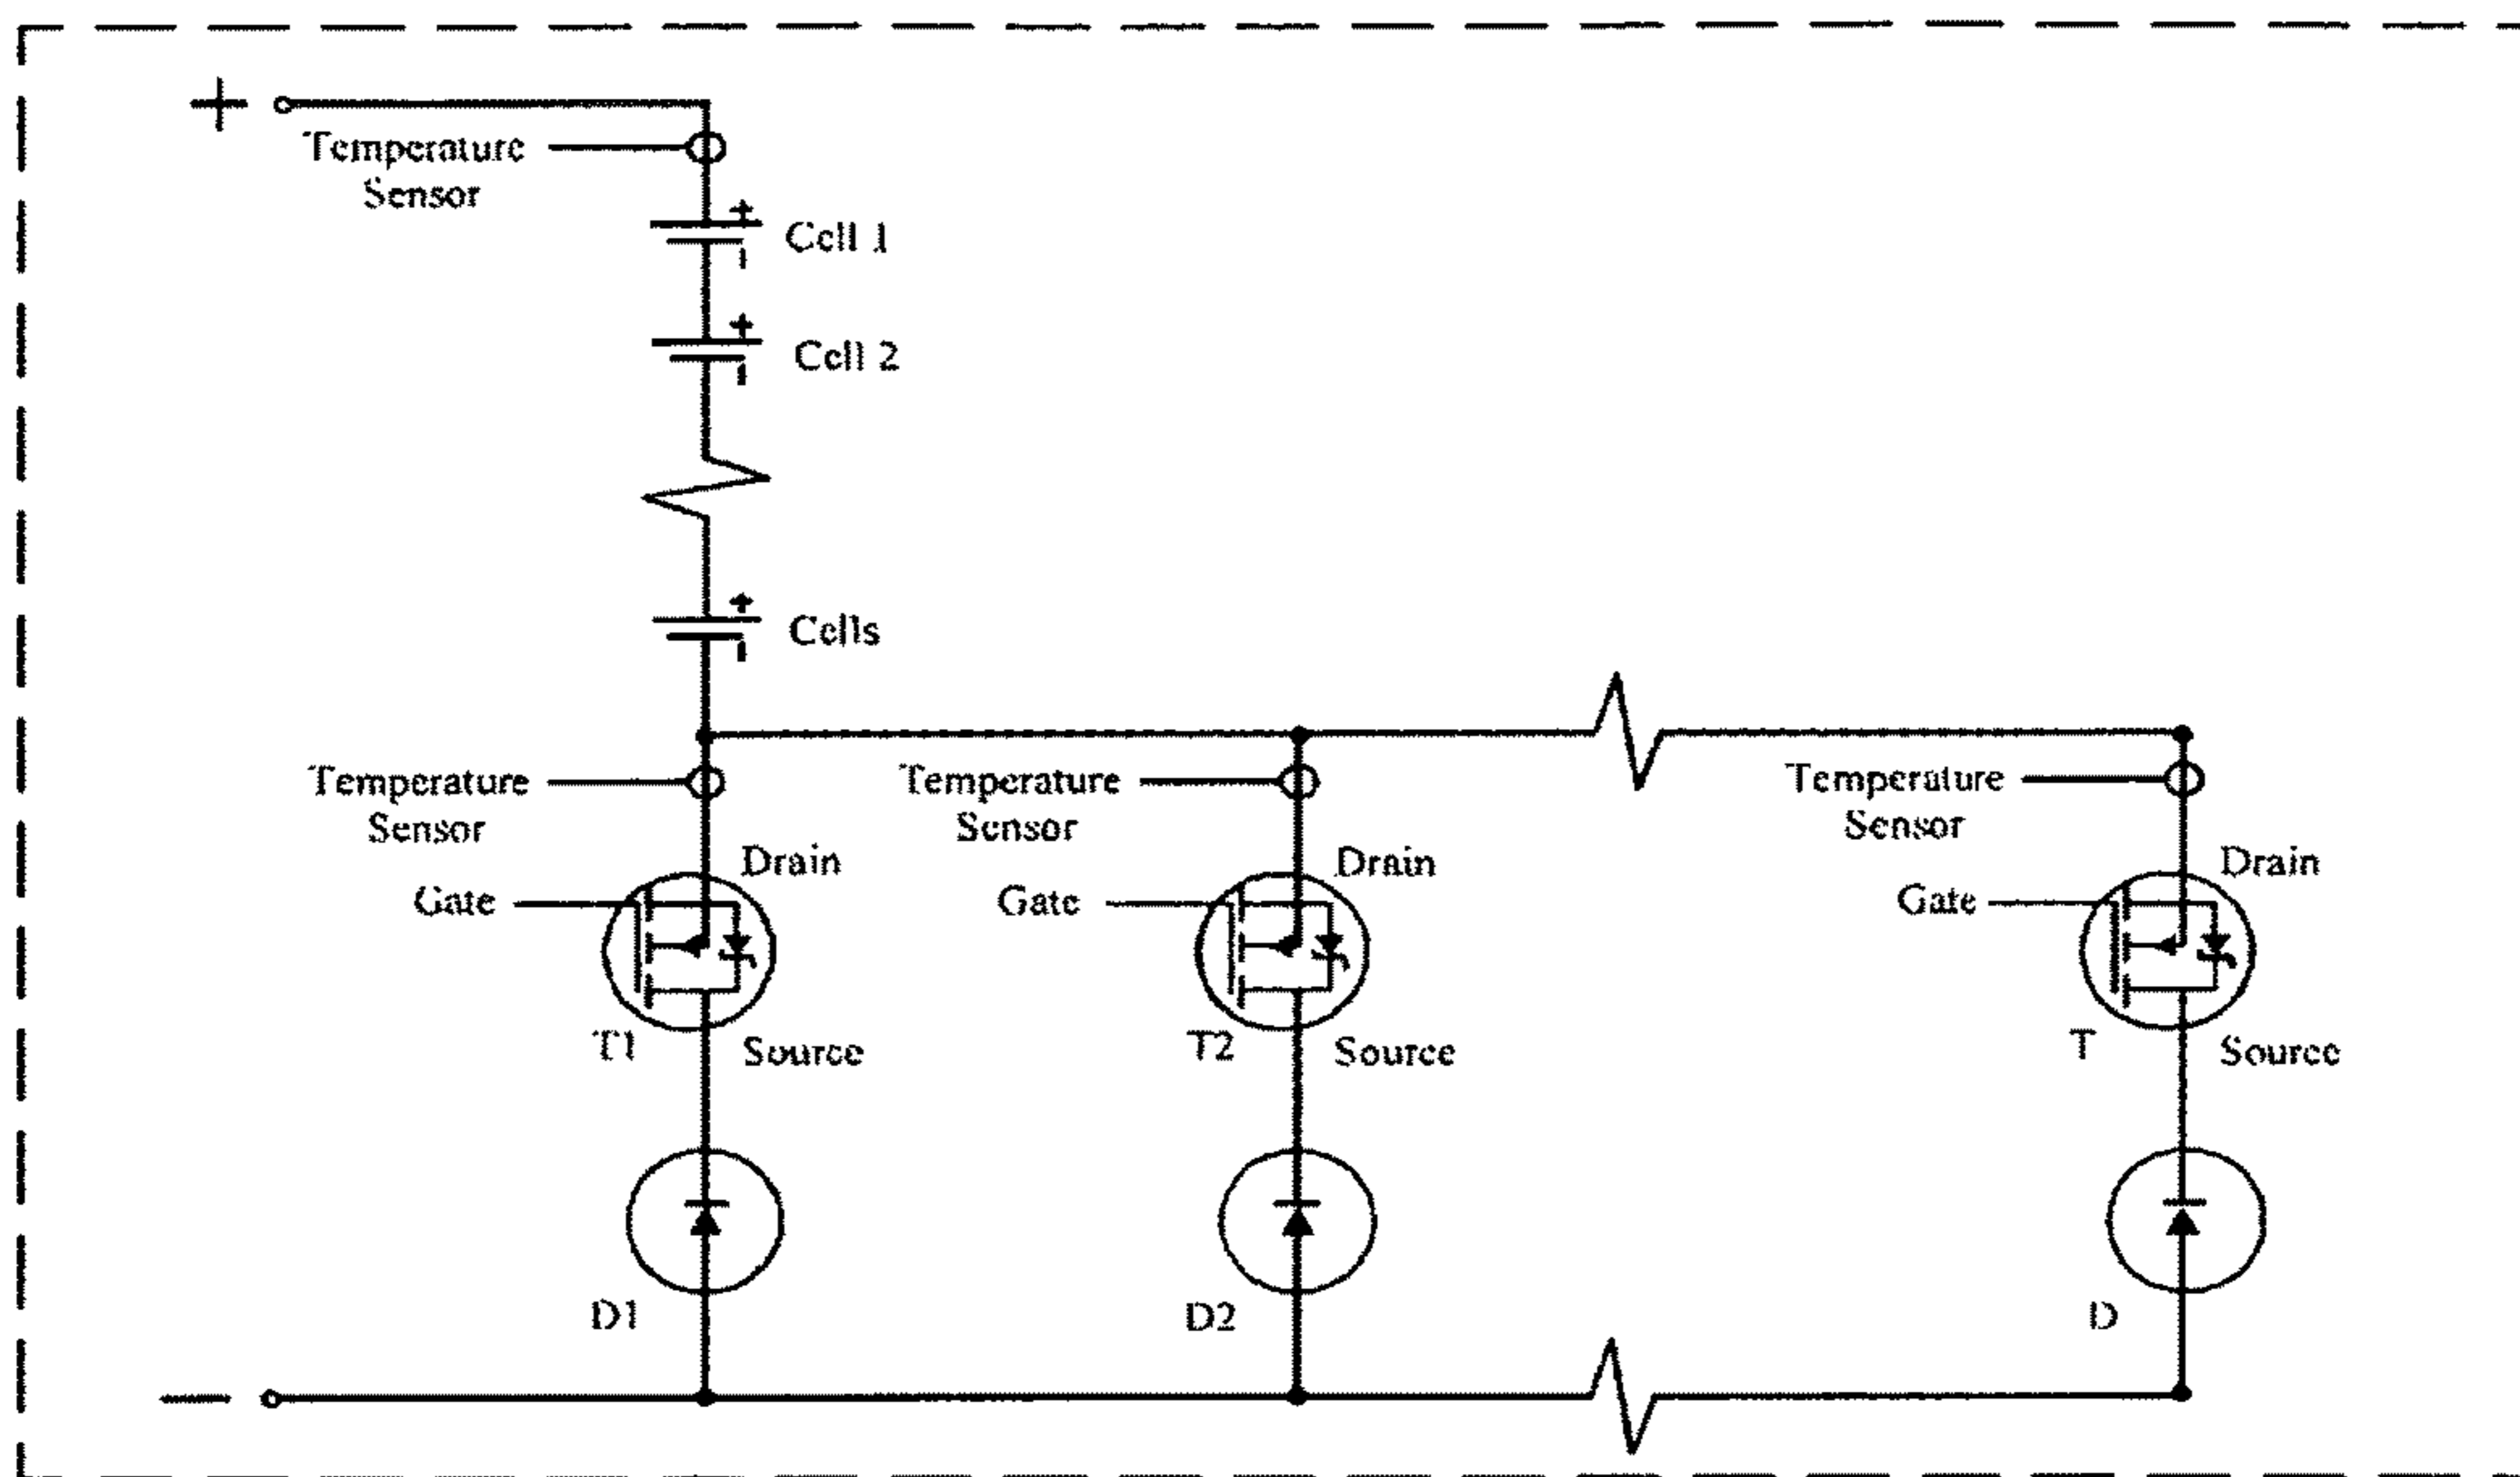 +
Temperature
Sensor
+
-
Cell 1
+
-
Cell 2
+
-
Cells
Temperature
Sensor
Temperature
Sensor
Temperature
Sensor
Drain
Drain
Drain
Gate
Gate
Gate
T1
Source
T2
Source
T
Source
D1
D2
D
—